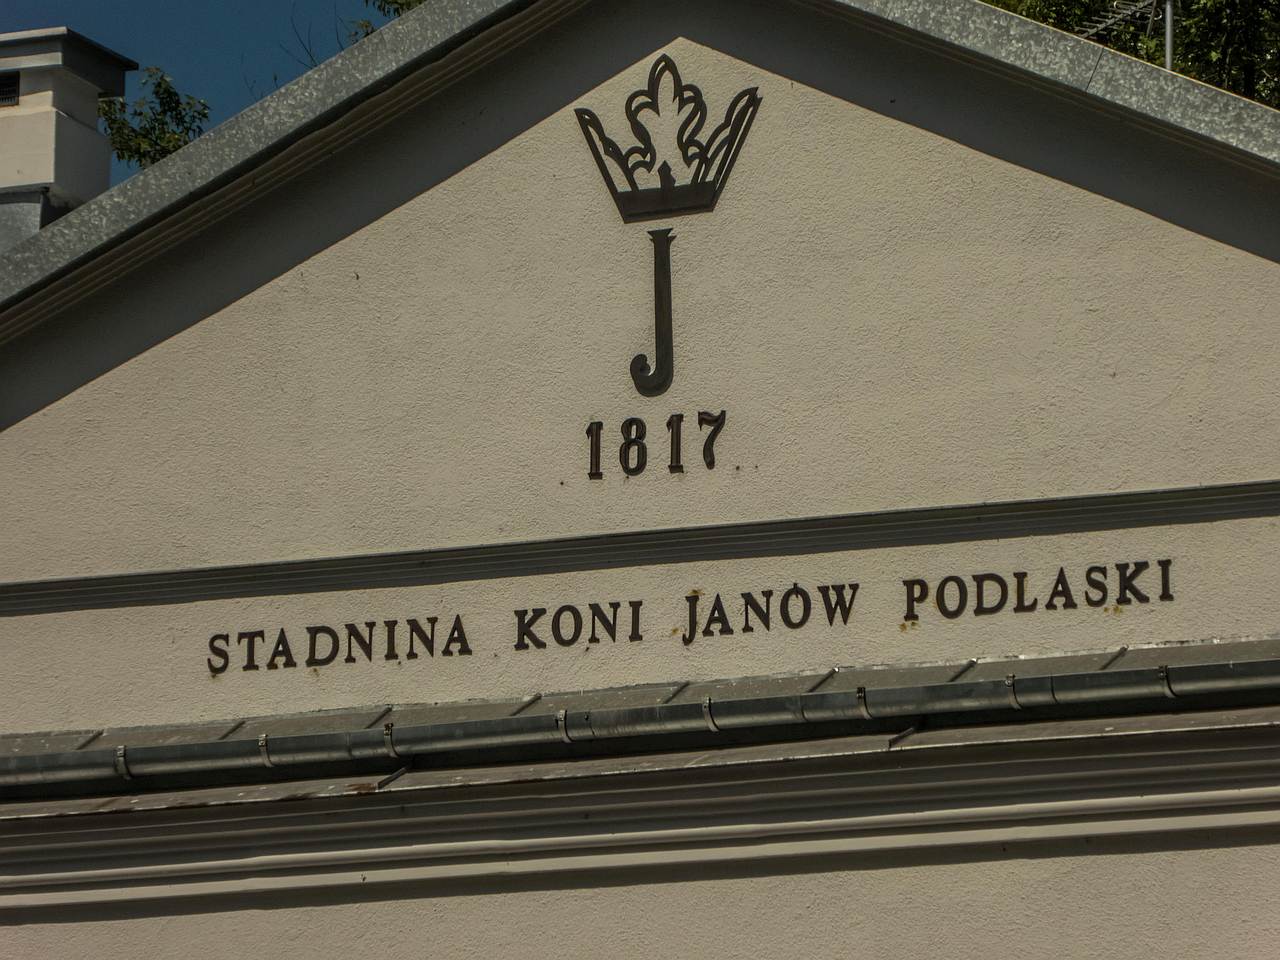 J
1817
STADNINA KONI JANÓW PODLASKI